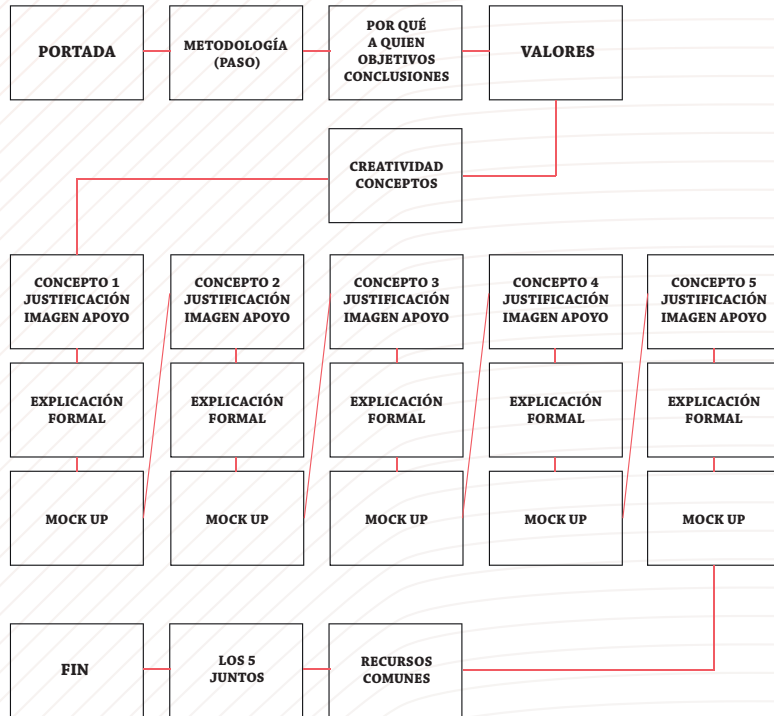 PORTADA
METODOLOGÍA
(PASO)
POR QUÉ
A QUIEN
OBJETIVOS
CONCLUSIONES
VALORES
CREATIVIDAD
CONCEPTOS
CONCEPTO 1
JUSTIFICACIÓN
IMAGEN APOYO
EXPLICACIÓN
FORMAL
MOCK UP
CONCEPTO 2
JUSTIFICACIÓN
IMAGEN APOYO
EXPLICACIÓN
FORMAL
MOCK UP
CONCEPTO 3
JUSTIFICACIÓN
IMAGEN APOYO
EXPLICACIÓN
FORMAL
MOCK UP
CONCEPTO 4
JUSTIFICACIÓN
IMAGEN APOYO
EXPLICACIÓN
FORMAL
MOCK UP
CONCEPTO 5
JUSTIFICACIÓN
IMAGEN APOYO
EXPLICACIÓN
FORMAL
MOCK UP
RECURSOS
COMUNES
LOS 5
JUNTOS
FIN